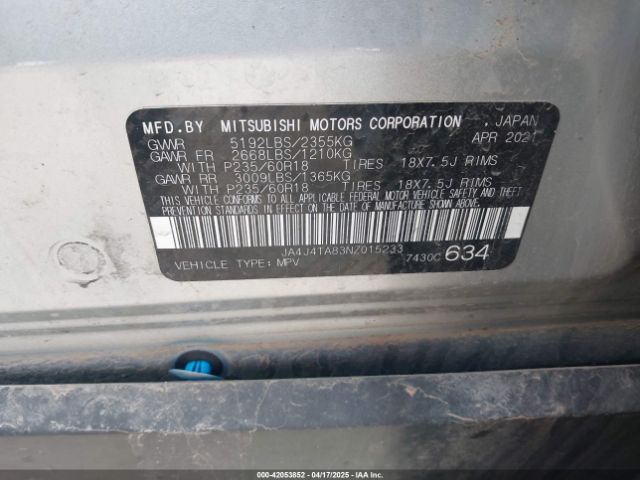 MFD.BY MITSUBISHI MOTORS CORPORATION . JAPAN
GVWR 5192LBS/2355KG APR 2021
GAWR FR 2668LBS/1210KG
WITH P235/60R18 TIRES 18X7.5J RIMS
GAWR RR 3009LBS/1365KG
WITH P235/60R18 TIRES 18X7.5J RIMS
THIS VEHICLE CONFORMS TO ALL APPLICABLE FEDERAL MOTOR VEHICLE SAFETY AND THEFT
PREVENTION STANDARDS IN EFFECT ON THE DATE OF MANUFACTURE SHOWN ABOVE.
JA4J4TA83NZ015233
VEHICLE TYPE: MPV 7430C 634
000-42053852 - 04/17/2025 - IAAI